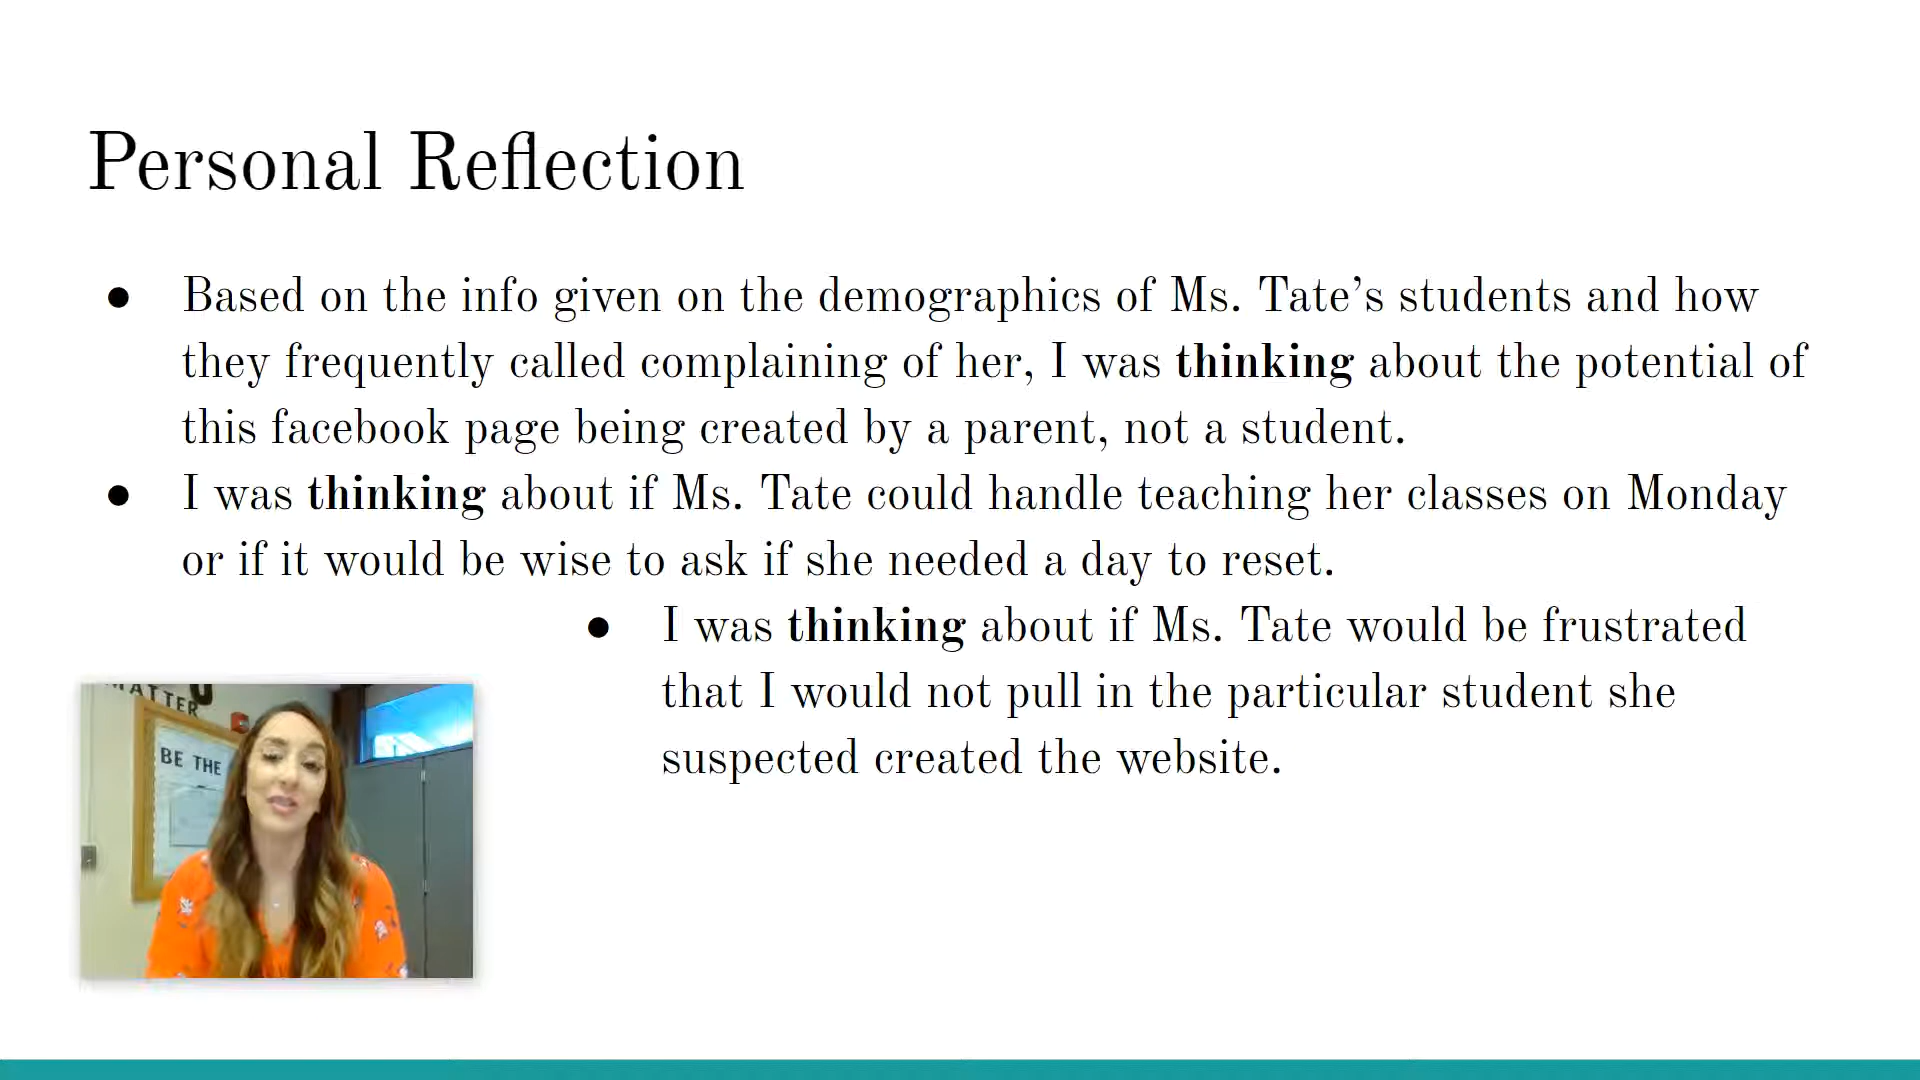 Personal Reflection
● Based on the info given on the demographics of Ms. Tate’s students and how
they frequently called complaining of her, I was thinking about the potential of
this facebook page being created by a parent, not a student.
● I was thinking about if Ms. Tate could handle teaching her classes on Monday
or if it would be wise to ask if she needed a day to reset.
● I was thinking about if Ms. Tate would be frustrated
that I would not pull in the particular student she
suspected created the website.
MATTER
BE THE